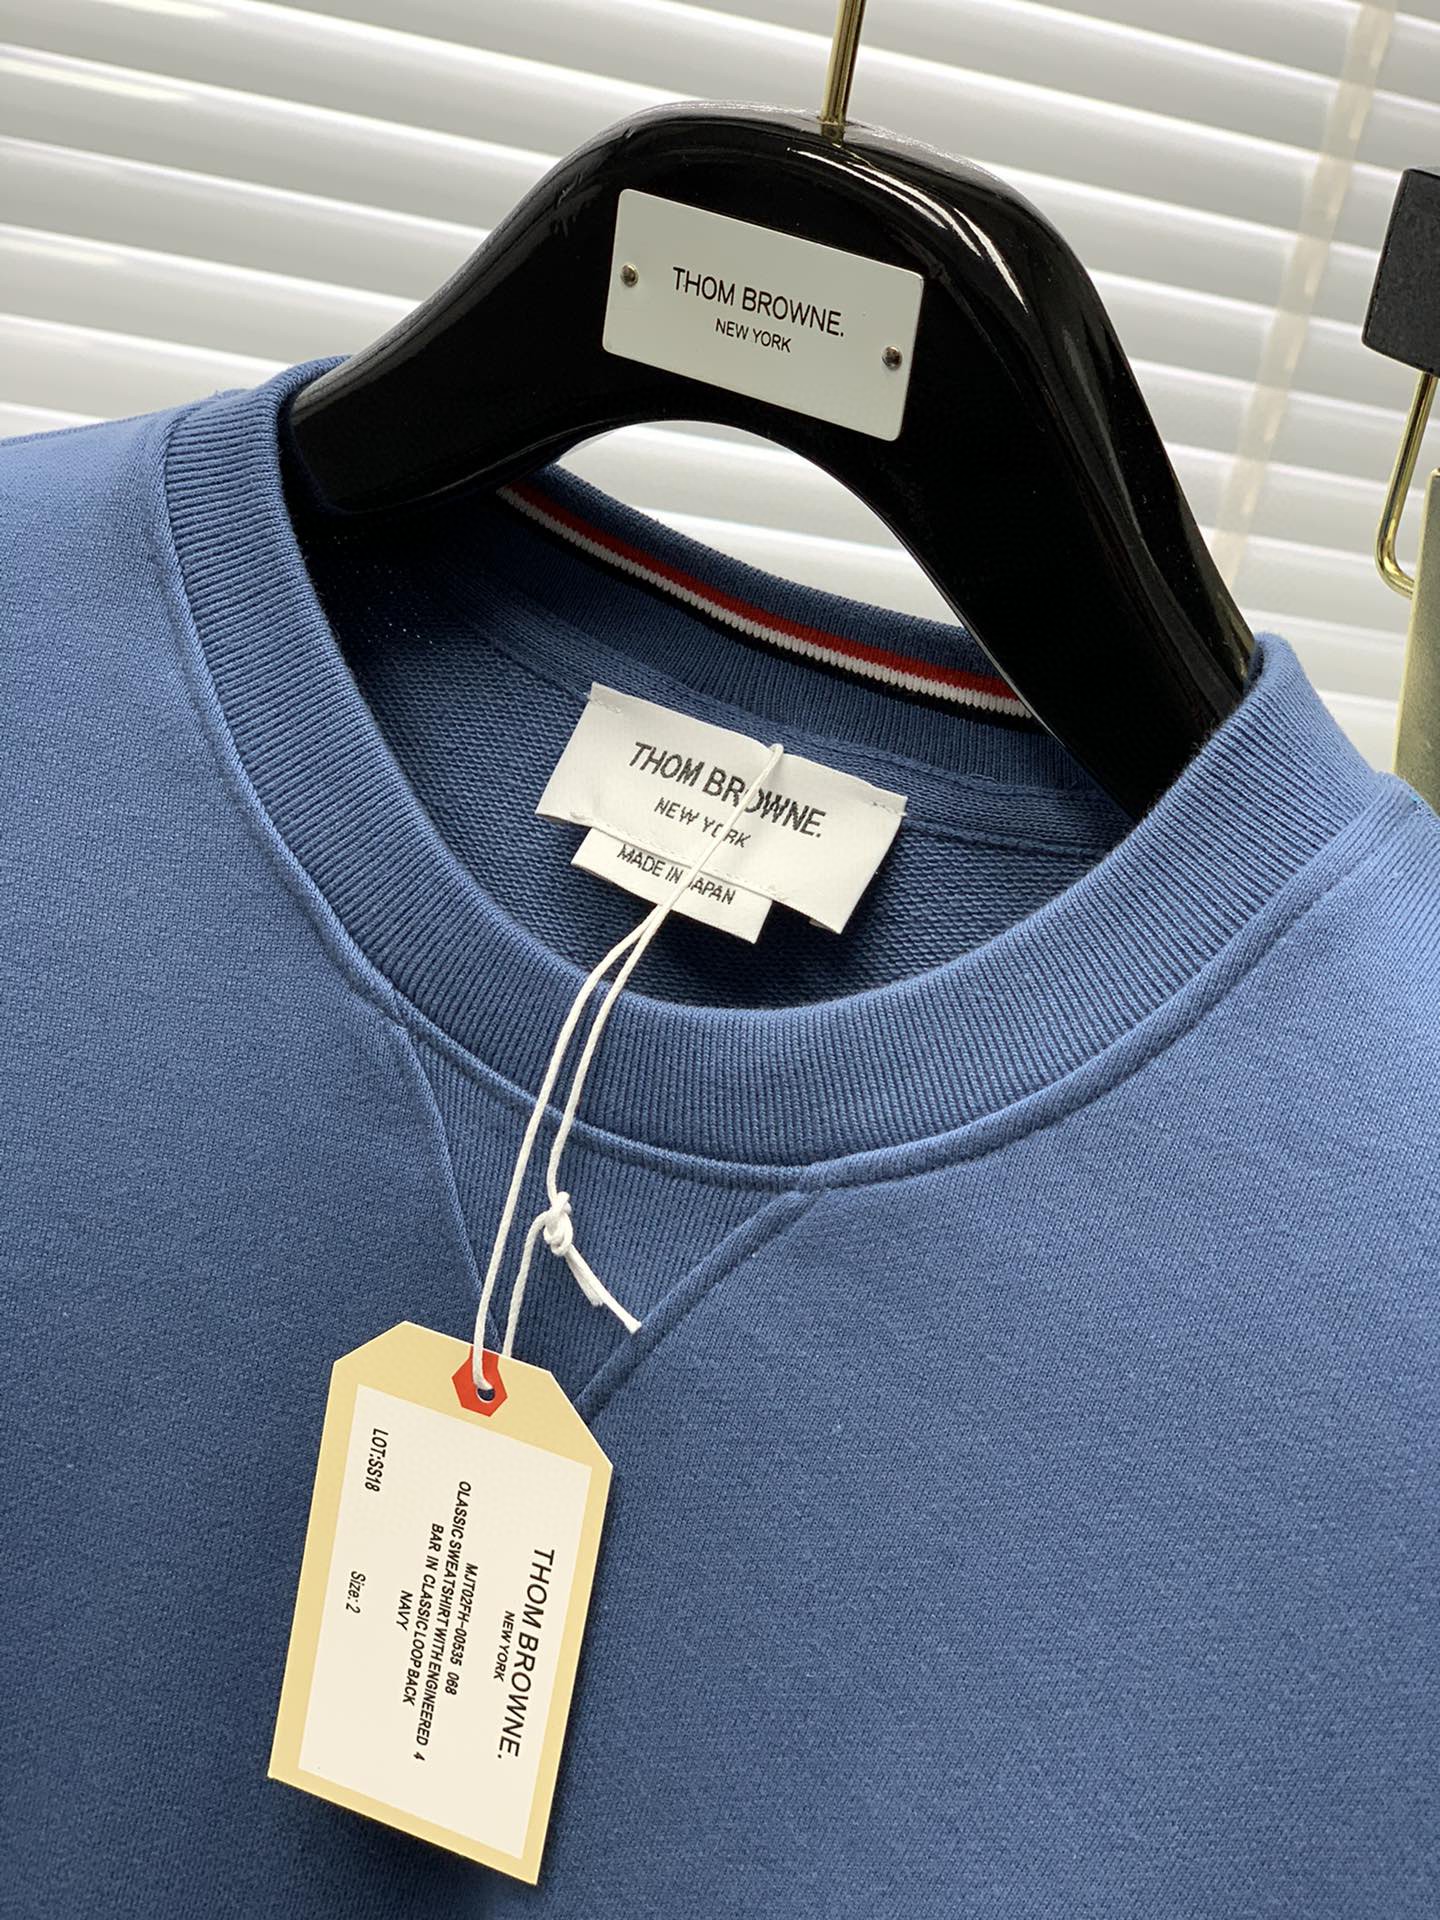 THOM BROWNE.
NEW YORK
THOM BROWNE.
NEW YORK
MADE IN JAPAN
THOM BROWNE.
NEW YORK
MJT02FH-00535 068
OLASSIC SWEATSHIRT WITH ENGINEERED 4
BAR IN CLASSIC LOOP BACK
NAVY
LOT:SS18
Size: 2